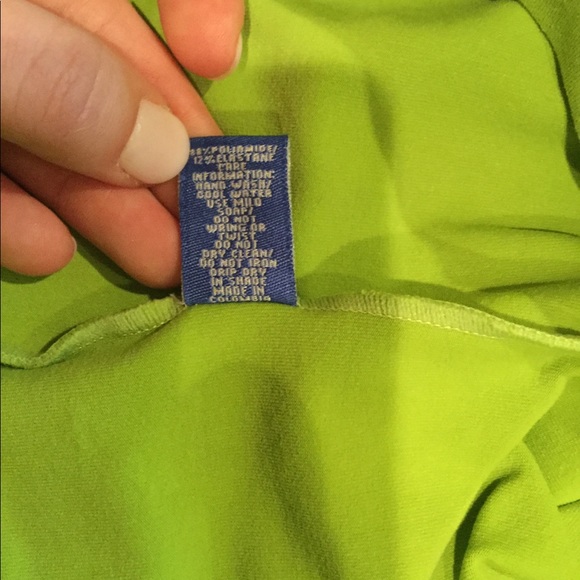 88% POLIAMIDE/
12% ELASTANE
CARE
INFORMATION:
HAND WASH/
COOL WATER
USE MILD
SOAP/
DO NOT
WRING OR
TWIST
DO NOT
DRY CLEAN/
DO NOT IRON
DRIP DRY
IN SHADE
MADE IN
COLOMBIA